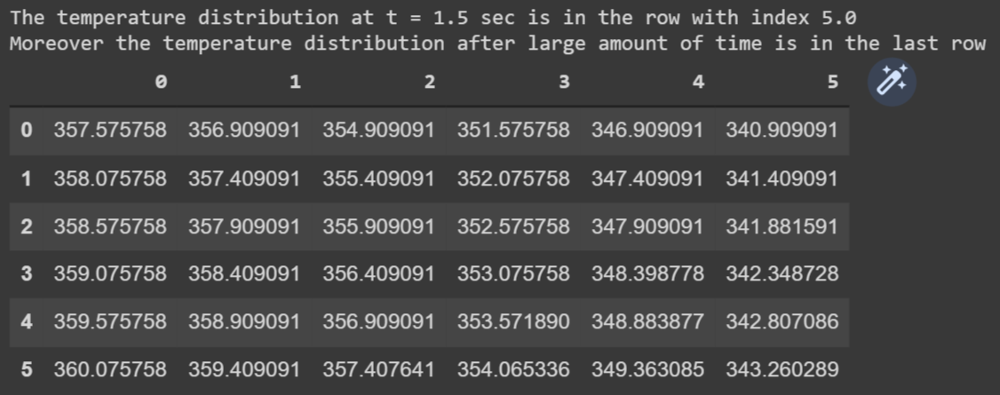 The temperature distribution at t = 1.5 sec is in the row with index 5.0
Moreover the temperature distribution after large amount of time is in the last row
0 1 2 3 4 5
0 357.575758 356.909091 354.909091 351.575758 346.909091 340.909091
1 358.075758 357.409091 355.409091 352.075758 347.409091 341.409091
2 358.575758 357.909091 355.909091 352.575758 347.909091 341.881591
3 359.075758 358.409091 356.409091 353.075758 348.398778 342.348728
4 359.575758 358.909091 356.909091 353.571890 348.883877 342.807086
5 360.075758 359.409091 357.407641 354.065336 349.363085 343.260289